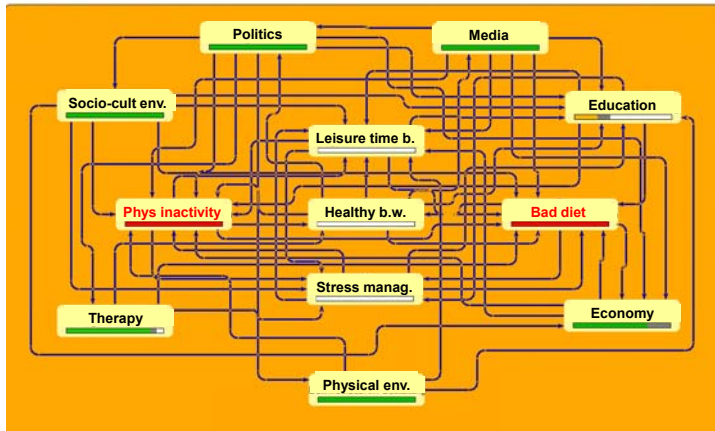 Politics
Media
Socio-cult env.
Education
Leisure time b.
Phys inactivity
Healthy b.w.
Bad diet
Stress manag.
Therapy
Economy
Physical env.